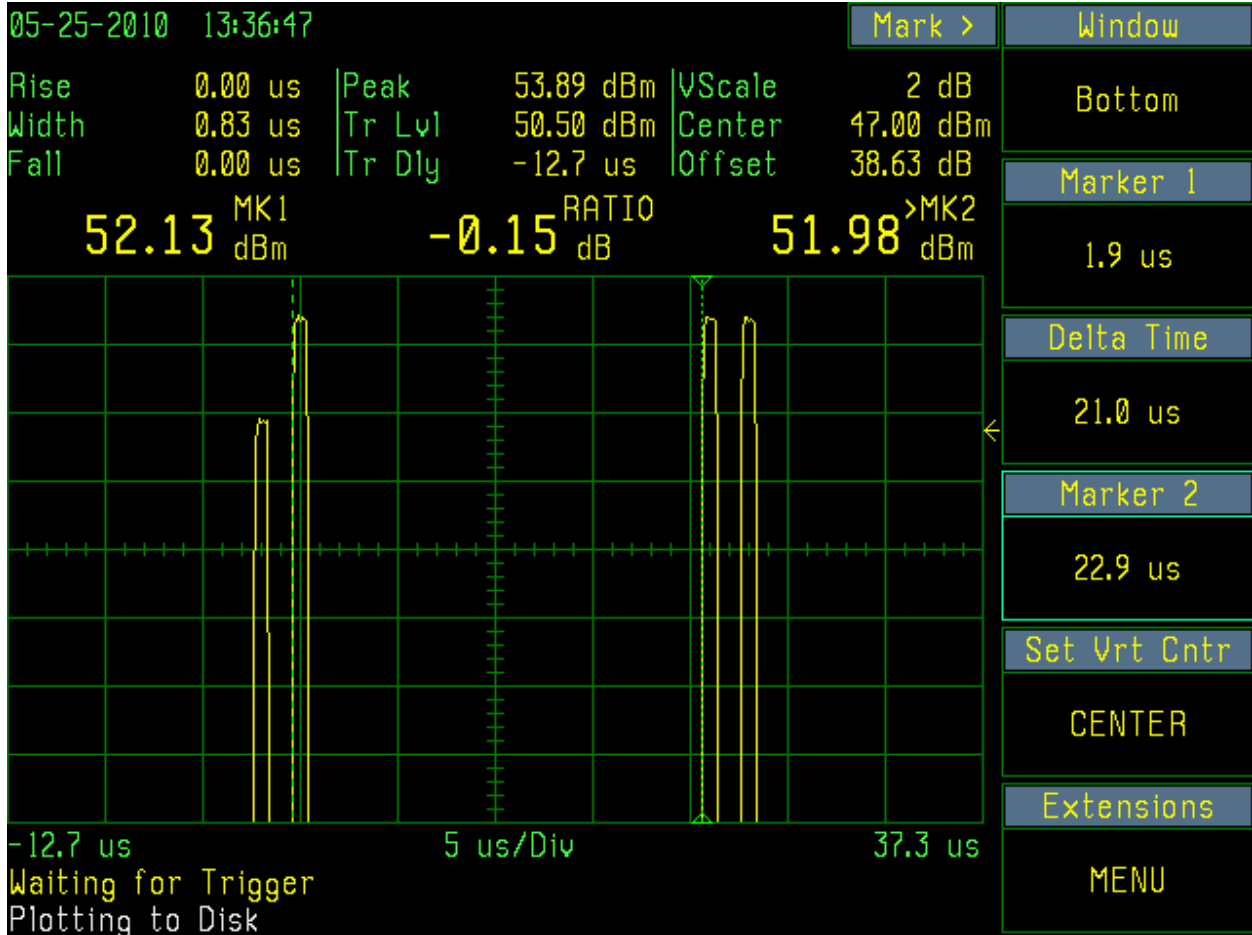 05-25-2010 13:36:47 Mark >
Rise 0.00 us Peak 53.89 dBm VScale 2 dB
Width 0.83 us Tr Lvl 50.50 dBm Center 47.00 dBm
Fall 0.00 us Tr Dly -12.7 us Offset 38.63 dB
52.13 MK1 dBm -0.15 RATIO dB 51.98 >MK2 dBm
-12.7 us 5 us/Div 37.3 us
Waiting for Trigger
Plotting to Disk
Window
Bottom
Marker 1
1.9 us
Delta Time
21.0 us
Marker 2
22.9 us
Set Vrt Cntr
CENTER
Extensions
MENU